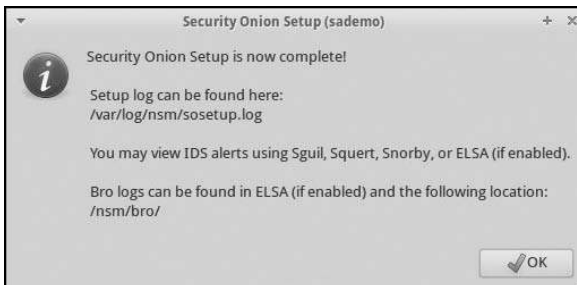 Security Onion Setup (sademo)
Security Onion Setup is now complete!
Setup log can be found here:
/var/log/nsm/sosetup.log
You may view IDS alerts using Sguil, Squert, Snorby, or ELSA (if enabled).
Bro logs can be found in ELSA (if enabled) and the following location:
/nsm/bro/
OK